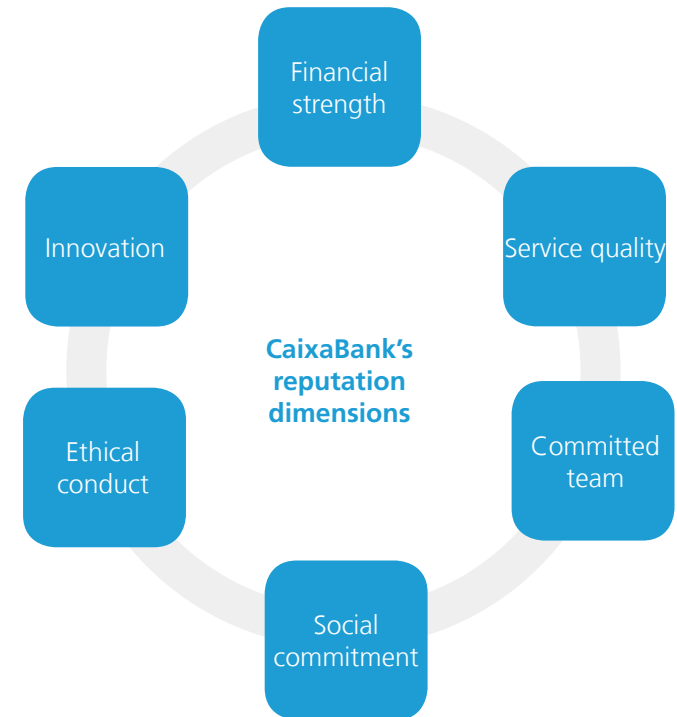 Financial
strength
Innovation
Service quality
CaixaBank’s
reputation
dimensions
Ethical
conduct
Committed
team
Social
commitment